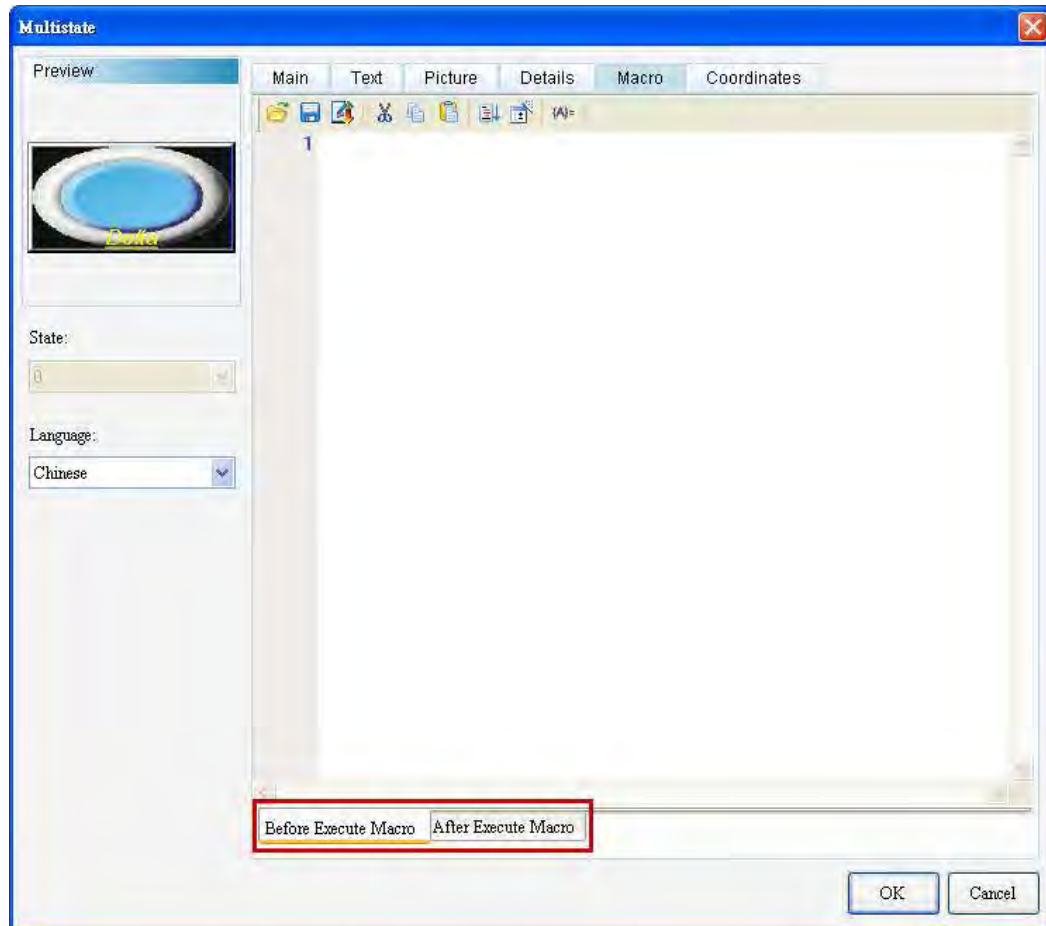 Multistate
Preview
Main Text Picture Details Macro Coordinates
(A)=
1
Delta
State:
0
Language:
Chinese
Before Execute Macro After Execute Macro
OK Cancel